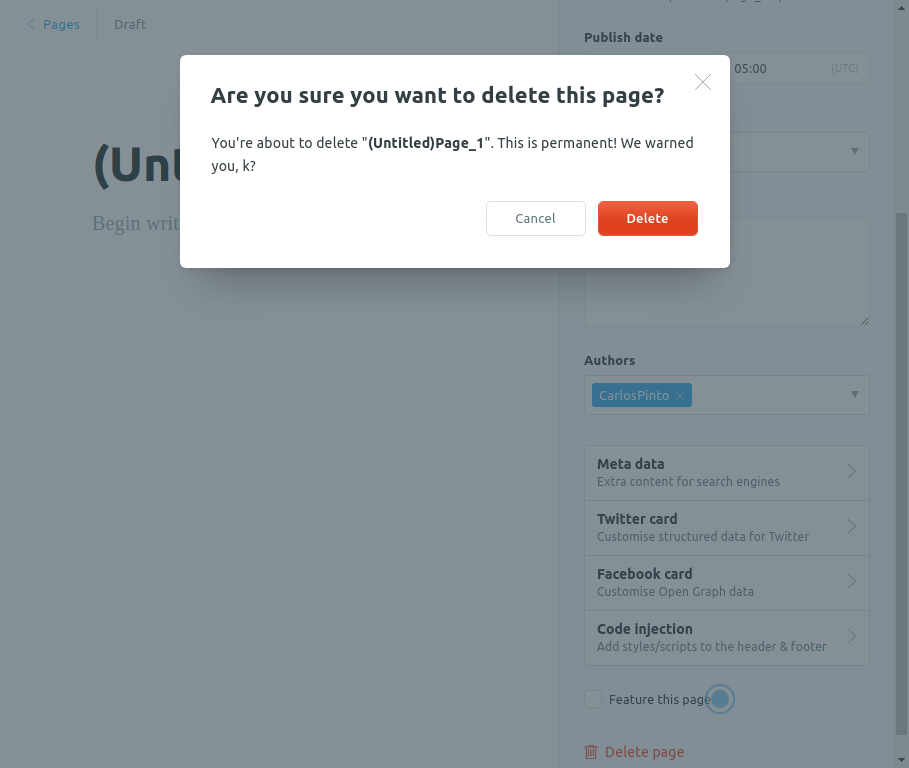 Pages
Draft
Publish date
05:00
(UTC)
Are you sure you want to delete this page?
You're about to delete "(Untitled)Page_1". This is permanent! We warned
you, k?
Cancel
Delete
(Unt
Begin writ
Authors
CarlosPinto
Meta data
Extra content for search engines
Twitter card
Customise structured data for Twitter
Facebook card
Customise Open Graph data
Code injection
Add styles/scripts to the header & footer
Feature this page
Delete page